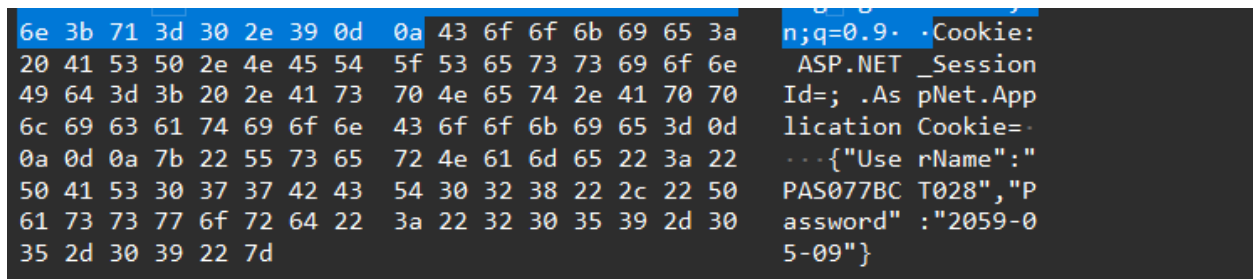 6e 3b 71 3d 30 2e 39 0d 0a 43 6f 6f 6b 69 65 3a n;q=0.9· ·Cookie:
20 41 53 50 2e 4e 45 54 5f 53 65 73 73 69 6f 6e ASP.NET _Session
49 64 3d 3b 20 2e 41 73 70 4e 65 74 2e 41 70 70 Id=; .As pNet.App
6c 69 63 61 74 69 6f 6e 43 6f 6f 6b 69 65 3d 0d lication Cookie=·
0a 0d 0a 7b 22 55 73 65 72 4e 61 6d 65 22 3a 22 ···{"Use rName":"
50 41 53 30 37 37 42 43 54 30 32 38 22 2c 22 50 PAS077BC T028","P
61 73 73 77 6f 72 64 22 3a 22 32 30 35 39 2d 30 assword" :"2059-0
35 2d 30 39 22 7d 5-09"}